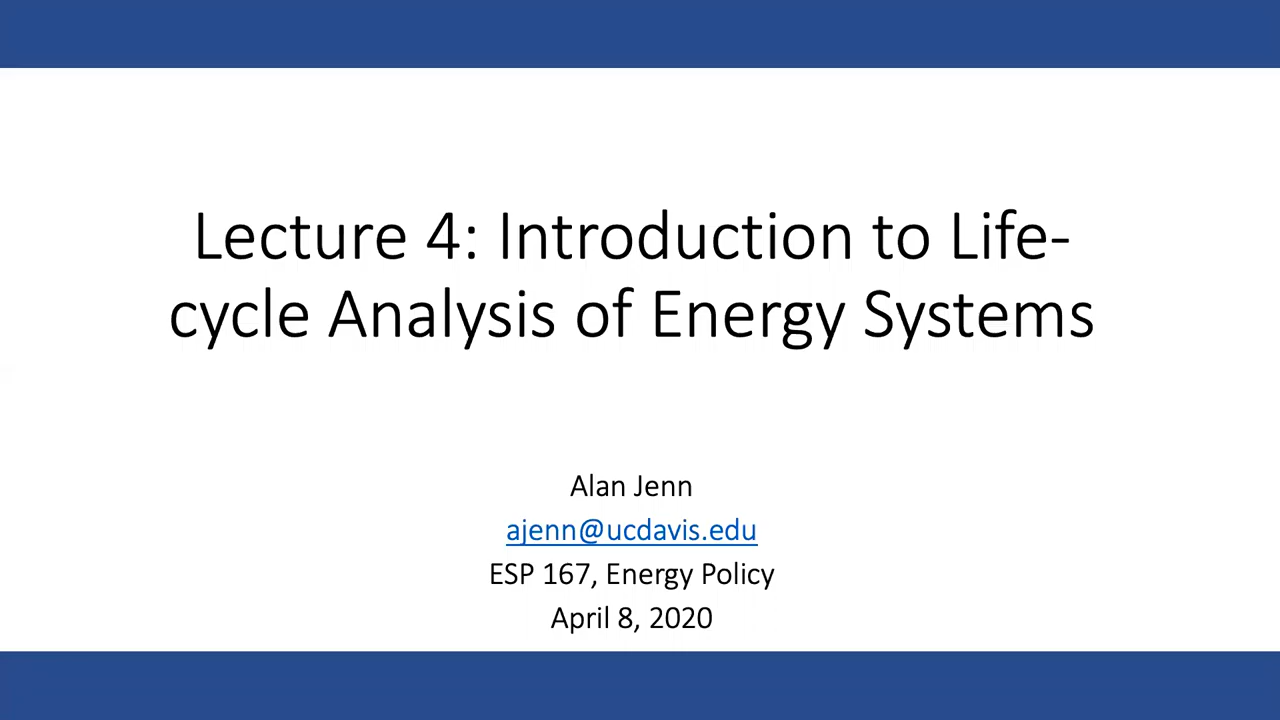 Lecture 4: Introduction to Life-
cycle Analysis of Energy Systems
Alan Jenn
ajenn@ucdavis.edu
ESP 167, Energy Policy
April 8, 2020